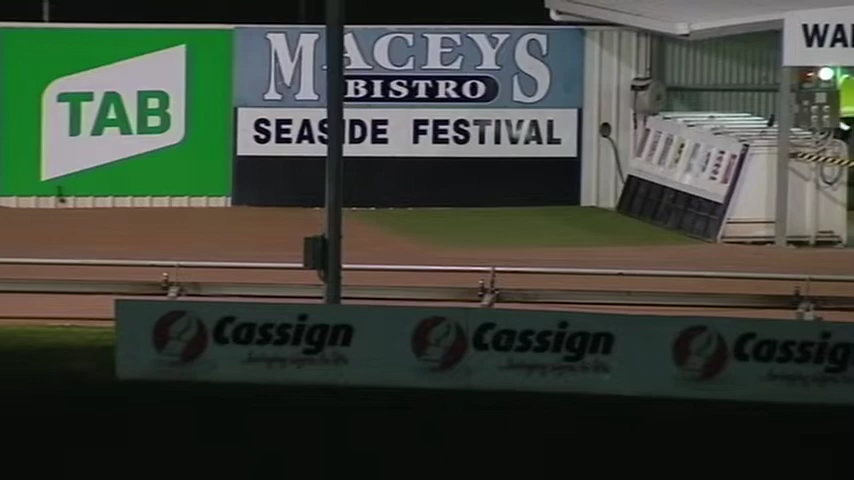 TAB
MACEYS
BISTRO
SEASIDE FESTIVAL
WA
Cassign
Cassign
Cassign